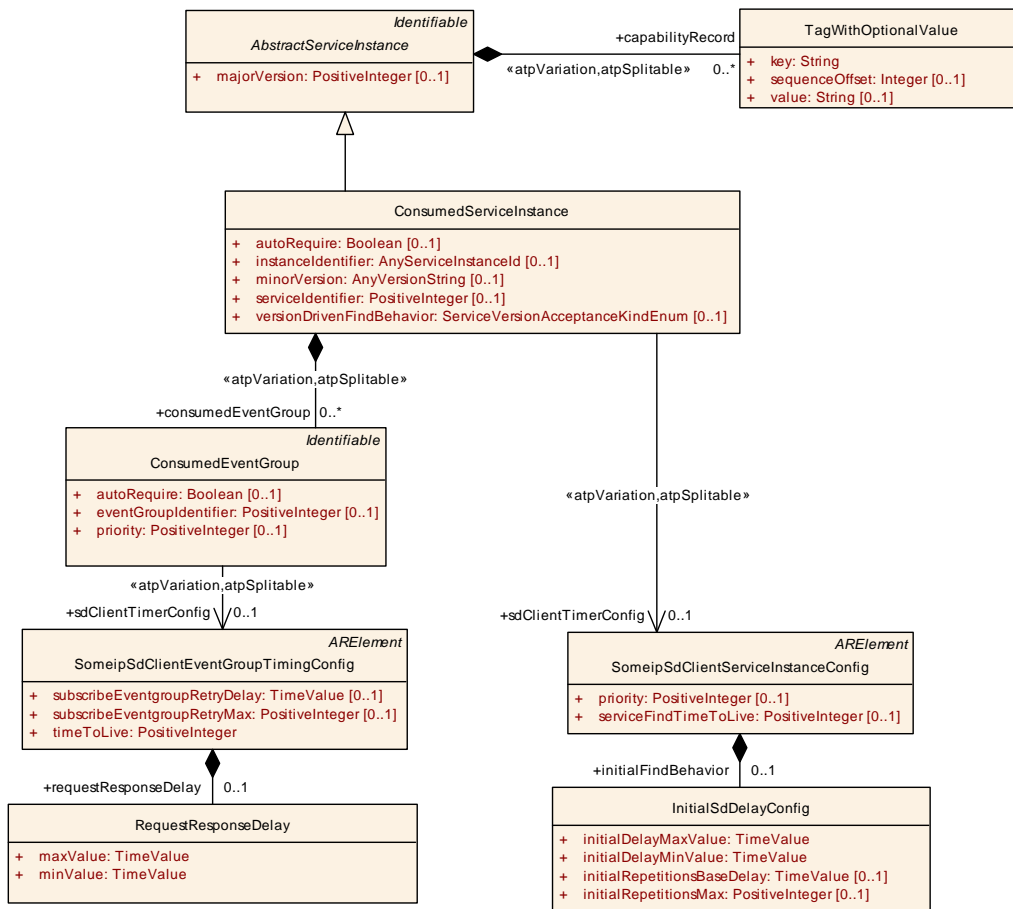 Identifiable
AbstractServiceInstance
+ majorVersion: PositiveInteger [0..1]
+capabilityRecord
«atpVariation,atpSplitable» 0..*
TagWithOptionalValue
+ key: String
+ sequenceOffset: Integer [0..1]
+ value: String [0..1]
ConsumedServiceInstance
+ autoRequire: Boolean [0..1]
+ instanceIdentifier: AnyServiceInstanceId [0..1]
+ minorVersion: AnyVersionString [0..1]
+ serviceIdentifier: PositiveInteger [0..1]
+ versionDrivenFindBehavior: ServiceVersionAcceptanceKindEnum [0..1]
«atpVariation,atpSplitable»
+consumedEventGroup 0..*
Identifiable
ConsumedEventGroup
+ autoRequire: Boolean [0..1]
+ eventGroupIdentifier: PositiveInteger [0..1]
+ priority: PositiveInteger [0..1]
«atpVariation,atpSplitable»
«atpVariation,atpSplitable»
+sdClientTimerConfig 0..1
+sdClientTimerConfig 0..1
ARElement
SomeipSdClientEventGroupTimingConfig
+ subscribeEventgroupRetryDelay: TimeValue [0..1]
+ subscribeEventgroupRetryMax: PositiveInteger [0..1]
+ timeToLive: PositiveInteger
ARElement
SomeipSdClientServiceInstanceConfig
+ priority: PositiveInteger [0..1]
+ serviceFindTimeToLive: PositiveInteger [0..1]
+requestResponseDelay 0..1
+initialFindBehavior 0..1
RequestResponseDelay
+ maxValue: TimeValue
+ minValue: TimeValue
InitialSdDelayConfig
+ initialDelayMaxValue: TimeValue
+ initialDelayMinValue: TimeValue
+ initialRepetitionsBaseDelay: TimeValue [0..1]
+ initialRepetitionsMax: PositiveInteger [0..1]